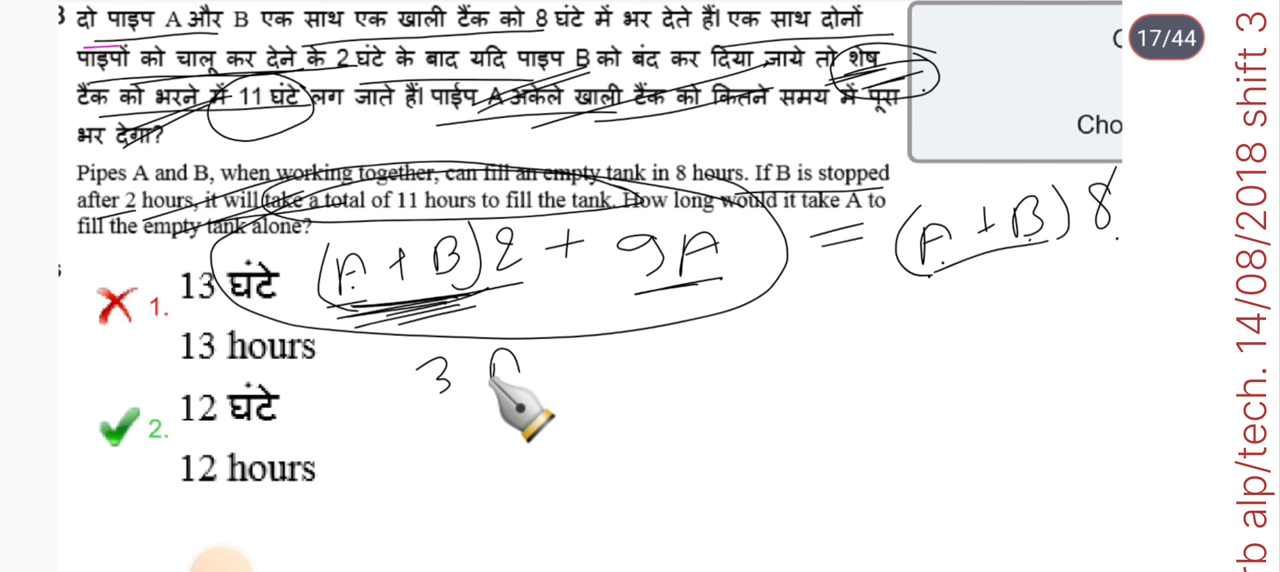 3 दो पाइप A और B एक साथ एक खाली टैंक को 8 घंटे में भर देते हैं। एक साथ दोनों
पाइपों को चालू कर देने के 2 घंटे के बाद यदि पाइप B को बंद कर दिया जाये तो शेष
टैंक को भरने में 11 घंटे लग जाते हैं। पाईप A अकेले खाली टैंक को कितने समय में पूरा
भर देगा?
Pipes A and B, when working together, can fill an empty tank in 8 hours. If B is stopped
after 2 hours, it will take a total of 11 hours to fill the tank. How long would it take A to
fill the empty tank alone?
(A + B) 2 + 9A = (A + B) 8
1. 13 घंटे
13 hours
3
2. 12 घंटे
12 hours
17/44
Cho
rb alp/tech. 14/08/2018 shift 3